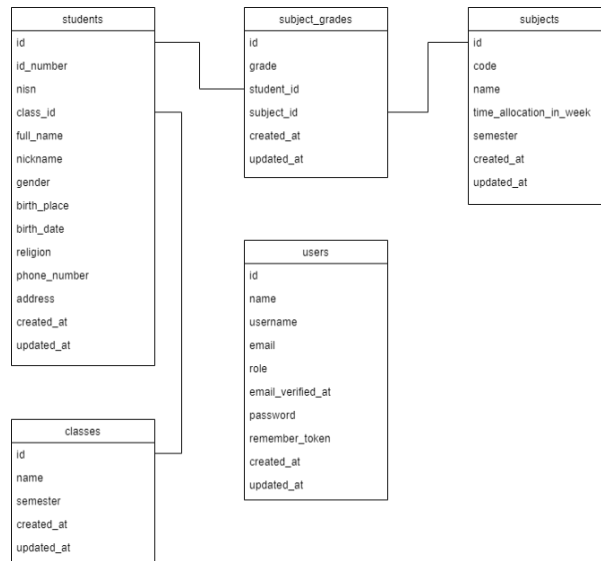 students
id
id_number
nisn
class_id
full_name
nickname
gender
birth_place
birth_date
religion
phone_number
address
created_at
updated_at
subject_grades
id
grade
student_id
subject_id
created_at
updated_at
subjects
id
code
name
time_allocation_in_week
semester
created_at
updated_at
users
id
name
username
email
role
email_verified_at
password
remember_token
created_at
updated_at
classes
id
name
semester
created_at
updated_at